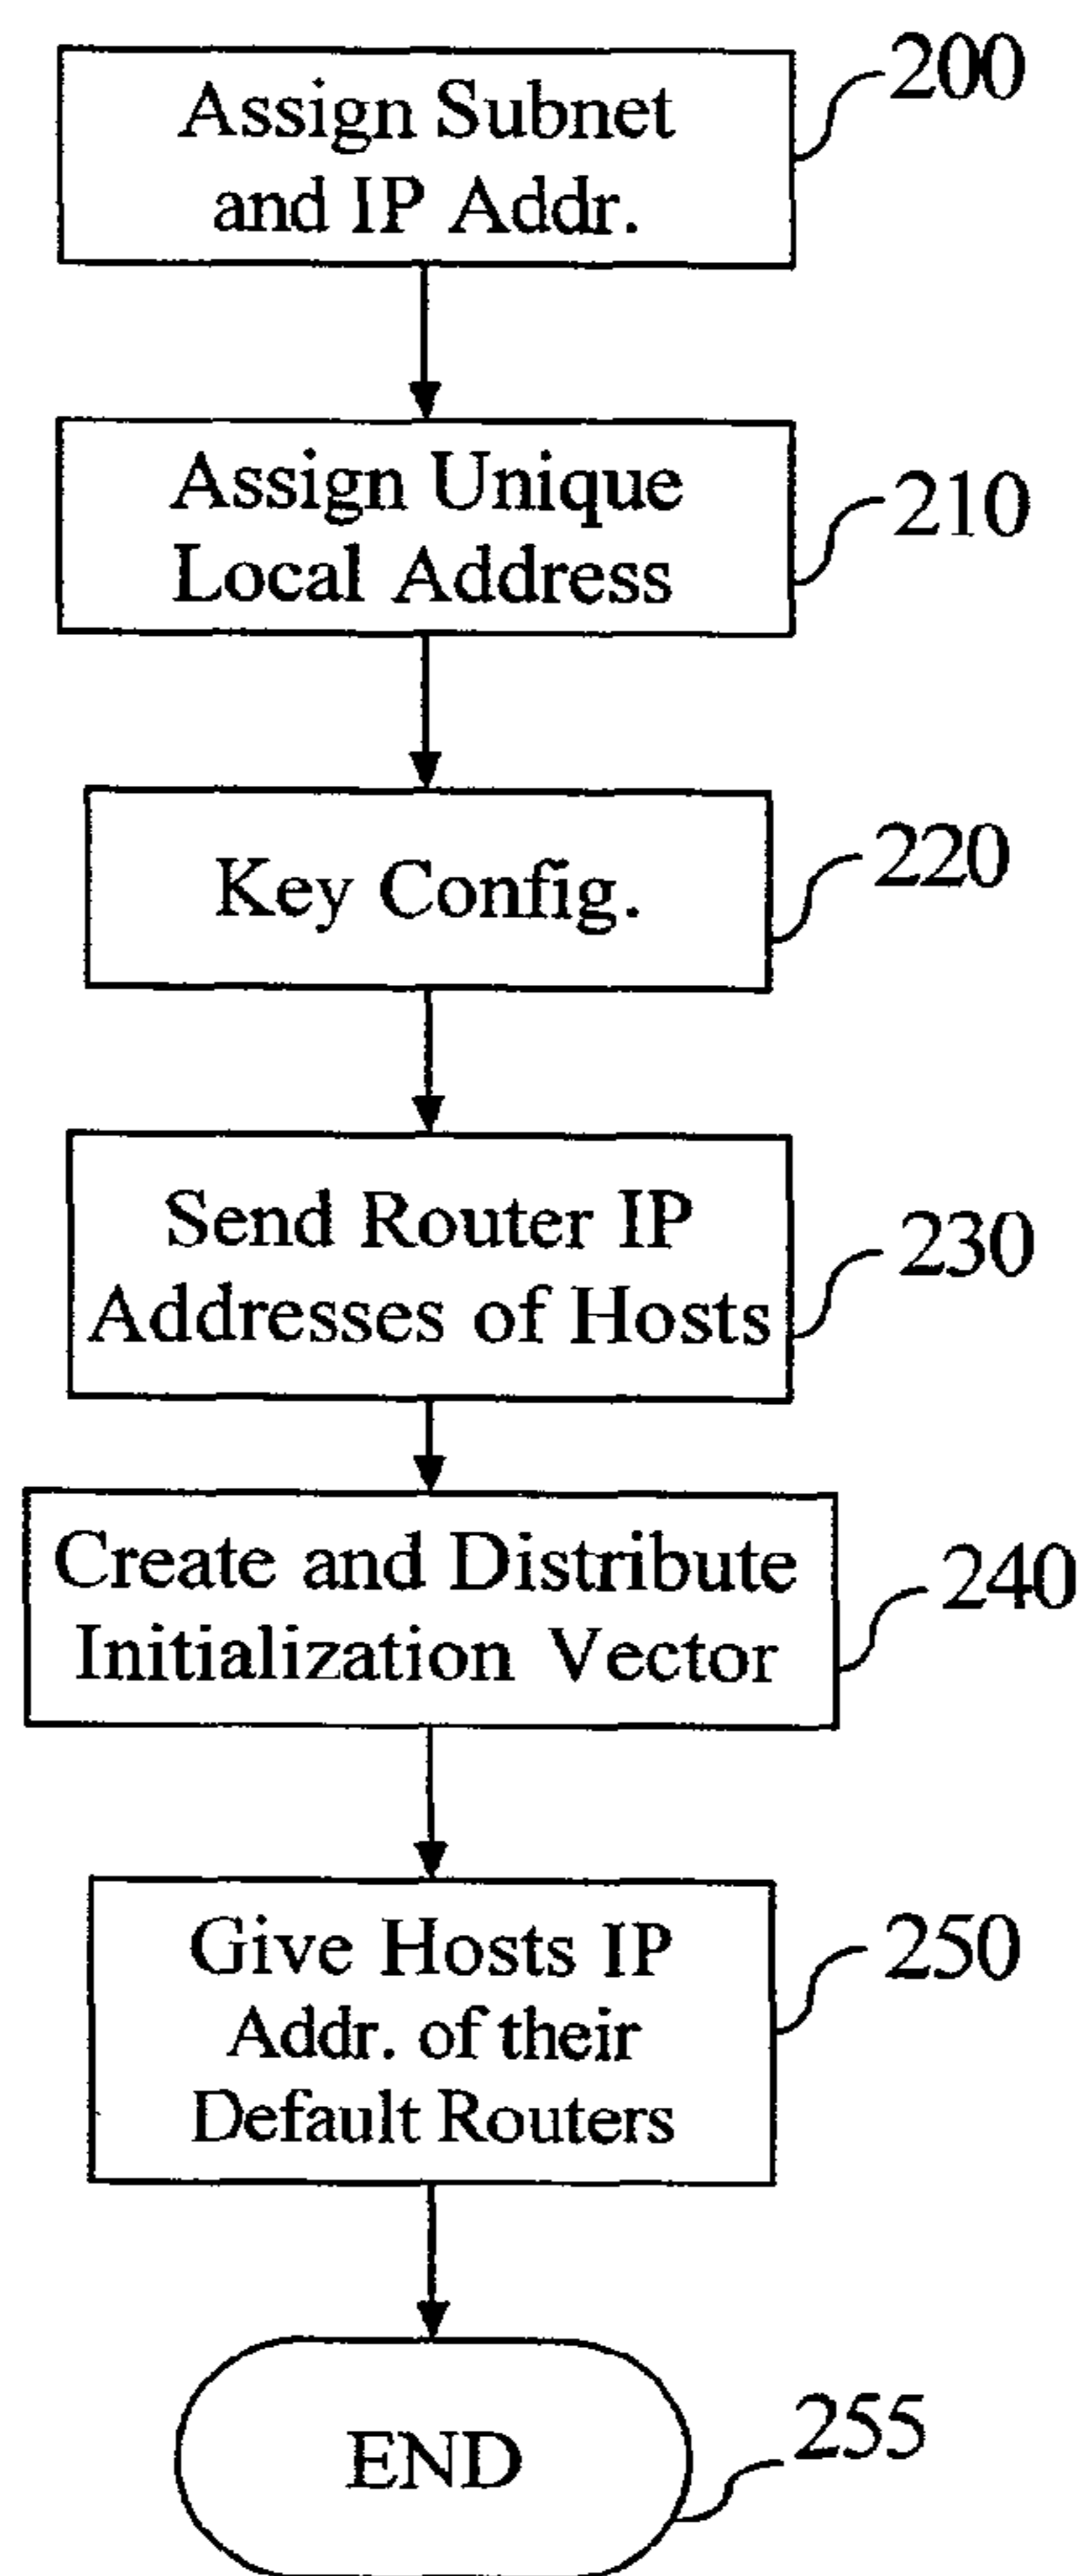 Assign Subnet
and IP Addr.
200
Assign Unique
Local Address
210
Key Config.
220
Send Router IP
Addresses of Hosts
230
Create and Distribute
Initialization Vector
240
Give Hosts IP
Addr. of their
Default Routers
250
END
255